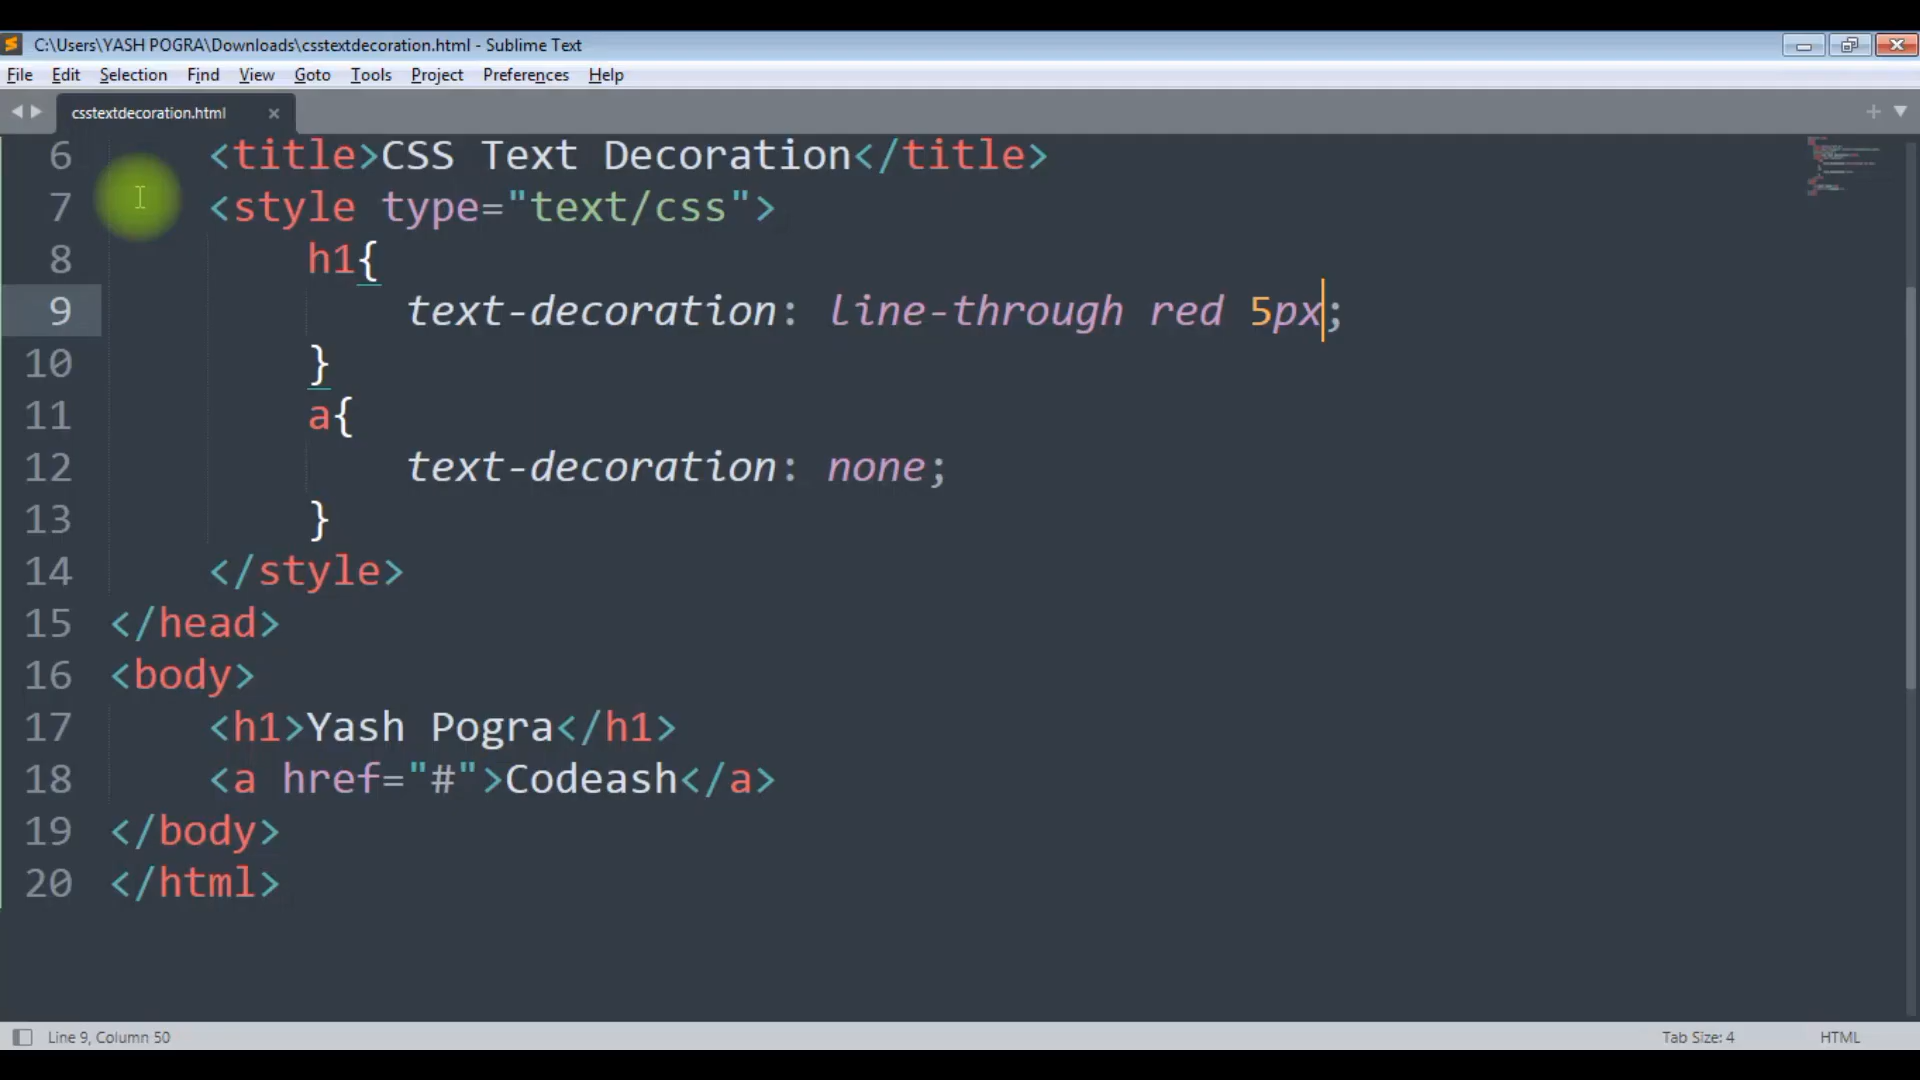 C:\Users\YASH POGRA\Downloads\csstextdecoration.html - Sublime Text
File Edit Selection Find View Goto Tools Project Preferences Help
csstextdecoration.html
6 <title>CSS Text Decoration</title>
7 <style type="text/css">
8 h1{
9 text-decoration: line-through red 5px;
10 }
11 a{
12 text-decoration: none;
13 }
14 </style>
15 </head>
16 <body>
17 <h1>Yash Pogra</h1>
18 <a href="#">Codeash</a>
19 </body>
20 </html>
Line 9, Column 50
Tab Size: 4
HTML